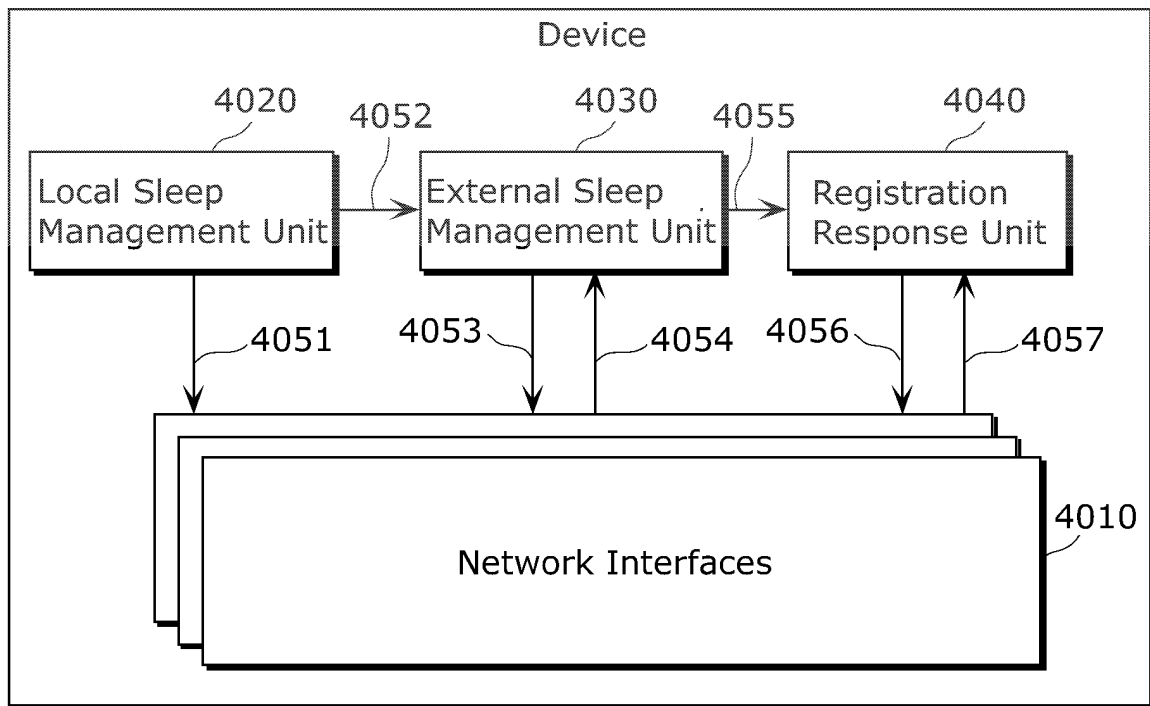 Device
4020
4052
4030
4055
4040
Local Sleep
Management Unit
External Sleep
Management Unit
Registration
Response Unit
4051
4053
4054
4056
4057
4010
Network Interfaces